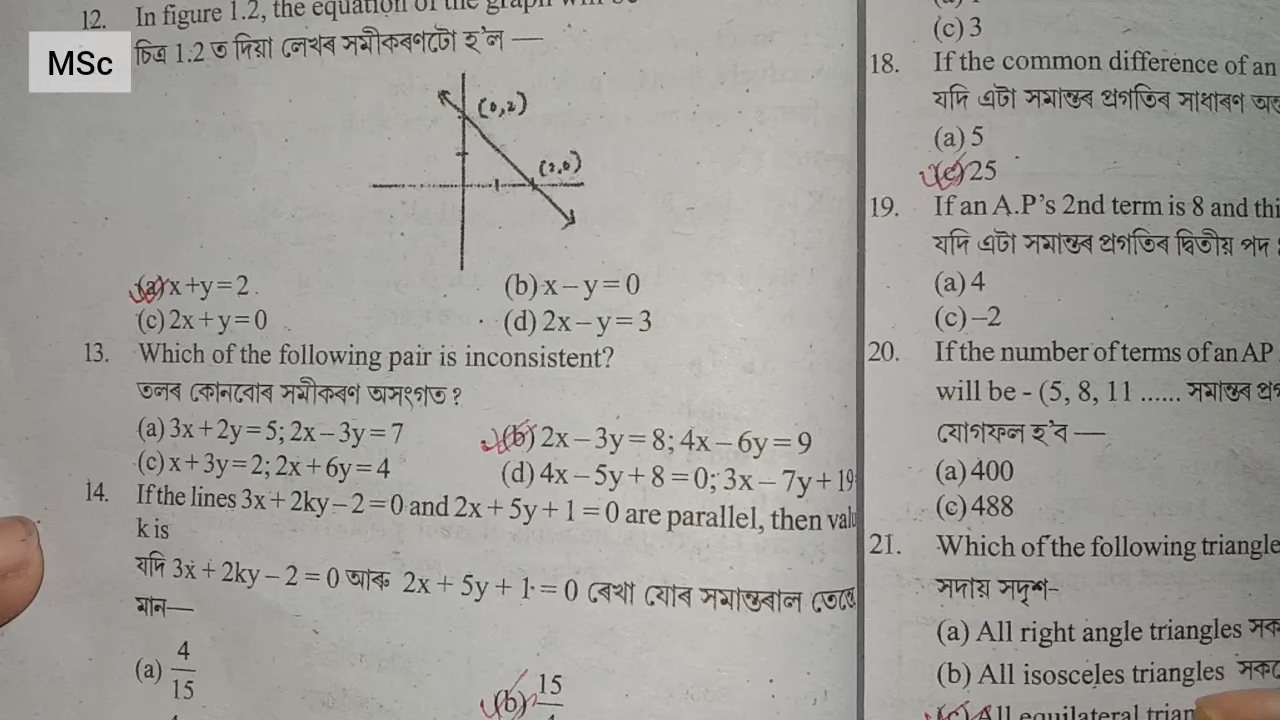 MSc
12. In figure 1.2, the equation of the graph will be
চিত্ৰ 1.2 ত দিয়া লেখৰ সমীকৰণটো হ'ল —
(0,2)
(2,0)
(a) x+y=2.
(b) x−y=0
(c) 2x+y=0
(d) 2x−y=3
13. Which of the following pair is inconsistent?
তলৰ কোনবোৰ সমীকৰণ অসংগত ?
(a) 3x+2y=5; 2x−3y=7
(b) 2x−3y=8; 4x−6y=9
(c) x+3y=2; 2x+6y=4
(d) 4x−5y+8=0; 3x−7y+19
14. If the lines 3x+2ky−2=0 and 2x+5y+1=0 are parallel, then
k is
যদি 3x+2ky−2=0 আৰু 2x+5y+1=0 ৰেখা যোৰ সমান্তৰাল
মান—
(a) 4/15
(b) 15
(c) 3
18. If the common difference of an
যদি এটা সমান্তৰ প্ৰগতিৰ সাধাৰণ
(a) 5
(c) 25
19. If an A.P's 2nd term is 8 and
যদি এটা সমান্তৰ প্ৰগতিৰ দ্বিতীয় পদ
(a) 4
(c) −2
20. If the number of terms of an AP
will be - (5, 8, 11 ...... সমান্তৰ
যোগফল হ'ব —
(a) 400
(c) 488
21. Which of the following triangle
সদায় সদৃশ-
(a) All right angle triangles
(b) All isosceles triangles
(c) All equilateral